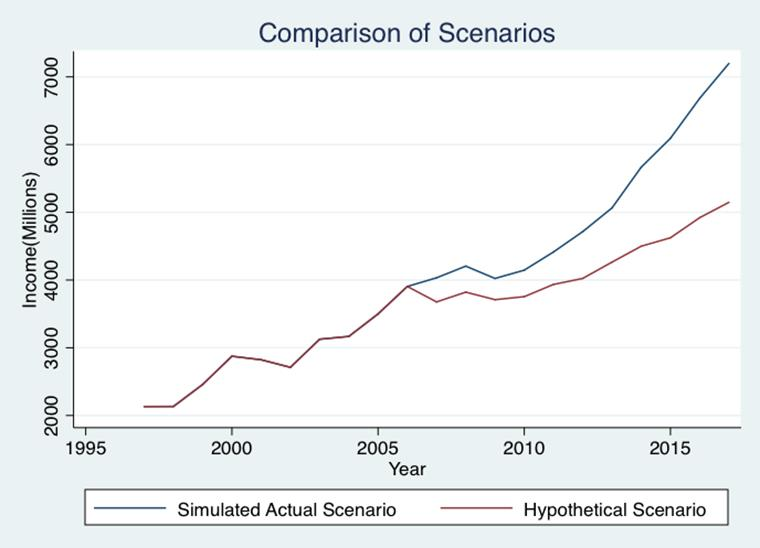 Comparison of Scenarios
Income(Millions)
7000
6000
5000
4000
3000
2000
1995 2000 2005 2010 2015
Year
Simulated Actual Scenario Hypothetical Scenario